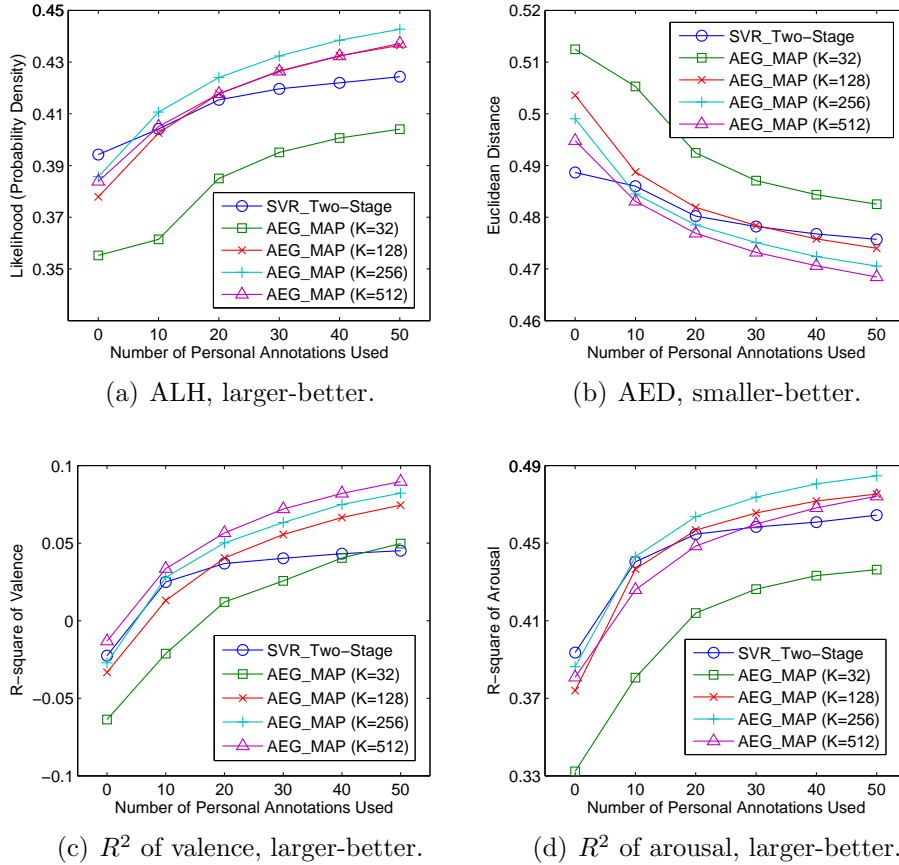 0.45
0.43
0.41
0.39
0.37
0.35
Likelihood (Probability Density)
SVR_Two−Stage
AEG_MAP (K=32)
AEG_MAP (K=128)
AEG_MAP (K=256)
AEG_MAP (K=512)
0 10 20 30 40 50
Number of Personal Annotations Used
(a) ALH, larger-better.
0.52
0.51
0.5
0.49
0.48
0.47
0.46
Euclidean Distance
SVR_Two−Stage
AEG_MAP (K=32)
AEG_MAP (K=128)
AEG_MAP (K=256)
AEG_MAP (K=512)
0 10 20 30 40 50
Number of Personal Annotations Used
(b) AED, smaller-better.
0.1
0.05
0
−0.05
−0.1
R−square of Valence
SVR_Two−Stage
AEG_MAP (K=32)
AEG_MAP (K=128)
AEG_MAP (K=256)
AEG_MAP (K=512)
0 10 20 30 40 50
Number of Personal Annotations Used
(c) R² of valence, larger-better.
0.49
0.45
0.41
0.37
0.33
R−square of Arousal
SVR_Two−Stage
AEG_MAP (K=32)
AEG_MAP (K=128)
AEG_MAP (K=256)
AEG_MAP (K=512)
0 10 20 30 40 50
Number of Personal Annotations Used
(d) R² of arousal, larger-better.